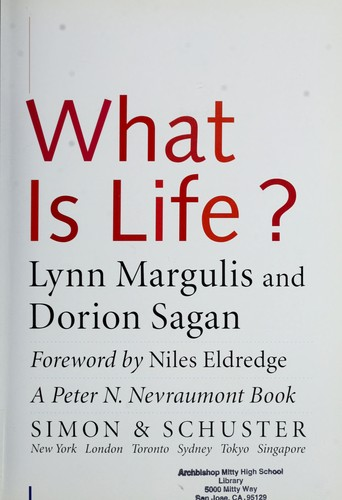 What
Is Life?
Lynn Margulis and
Dorion Sagan
Foreword by Niles Eldredge
A Peter N. Nevraumont Book
SIMON & SCHUSTER
New York London Toronto Sydney Tokyo Singapore
Archbishop Mitty High School
Library
5000 Mitty Way
San Jose, CA. 95129